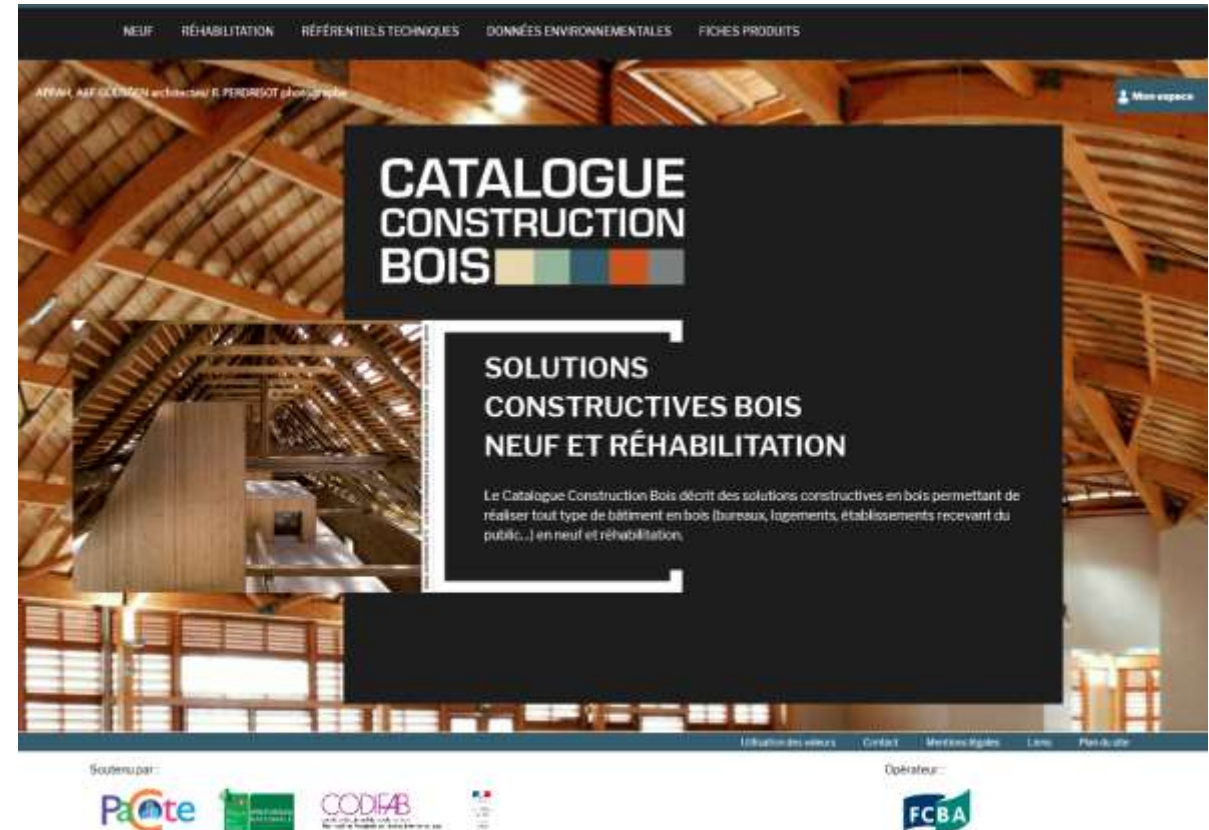 NEUF RÉHABILITATION RÉFÉRENTIELS TECHNIQUES DONNÉES ENVIRONNEMENTALES FICHES PRODUITS
architectes/ R. PERDRISOT photographe
Mon espace
CATALOGUE
CONSTRUCTION
BOIS
SOLUTIONS
CONSTRUCTIVES BOIS
NEUF ET RÉHABILITATION
Le Catalogue Construction Bois décrit des solutions constructives en bois permettant de
réaliser tout type de bâtiment en bois (bureaux, logements, établissements recevant du
public...) en neuf et réhabilitation.
Utilisation des valeurs Contact Mentions légales Liens Plan du site
Soutenu par :
Opérateur :
PaCte
CODIFAB
FCBA